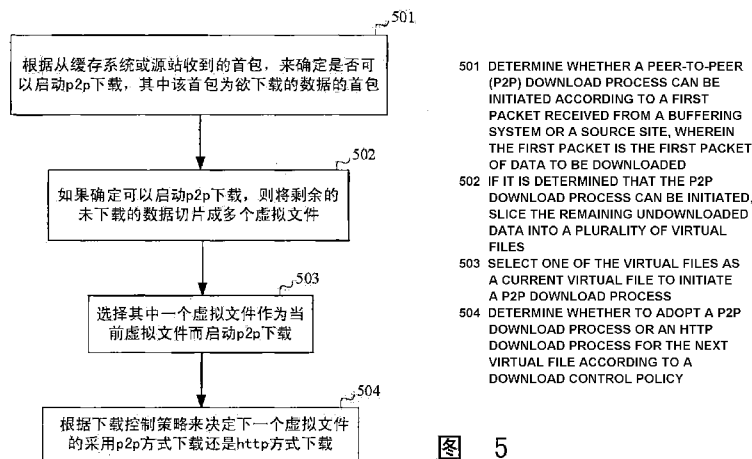 501
根据从缓存系统或源站收到的首包，来确定是否可
以启动p2p下载，其中该首包为欲下载的数据的首包
502
如果确定可以启动p2p下载，则将剩余的
未下载的数据切片成多个虚拟文件
503
选择其中一个虚拟文件作为当
前虚拟文件而启动p2p下载
504
根据下载控制策略来决定下一个虚拟文件
的采用p2p方式下载还是http方式下载
501 DETERMINE WHETHER A PEER-TO-PEER
(P2P) DOWNLOAD PROCESS CAN BE
INITIATED ACCORDING TO A FIRST
PACKET RECEIVED FROM A BUFFERING
SYSTEM OR A SOURCE SITE, WHEREIN
THE FIRST PACKET IS THE FIRST PACKET
OF DATA TO BE DOWNLOADED
502 IF IT IS DETERMINED THAT THE P2P
DOWNLOAD PROCESS CAN BE INITIATED,
SLICE THE REMAINING UNDOWNLOADED
DATA INTO A PLURALITY OF VIRTUAL
FILES
503 SELECT ONE OF THE VIRTUAL FILES AS
A CURRENT VIRTUAL FILE TO INITIATE
A P2P DOWNLOAD PROCESS
504 DETERMINE WHETHER TO ADOPT A P2P
DOWNLOAD PROCESS OR AN HTTP
DOWNLOAD PROCESS FOR THE NEXT
VIRTUAL FILE ACCORDING TO A
DOWNLOAD CONTROL POLICY
图 5